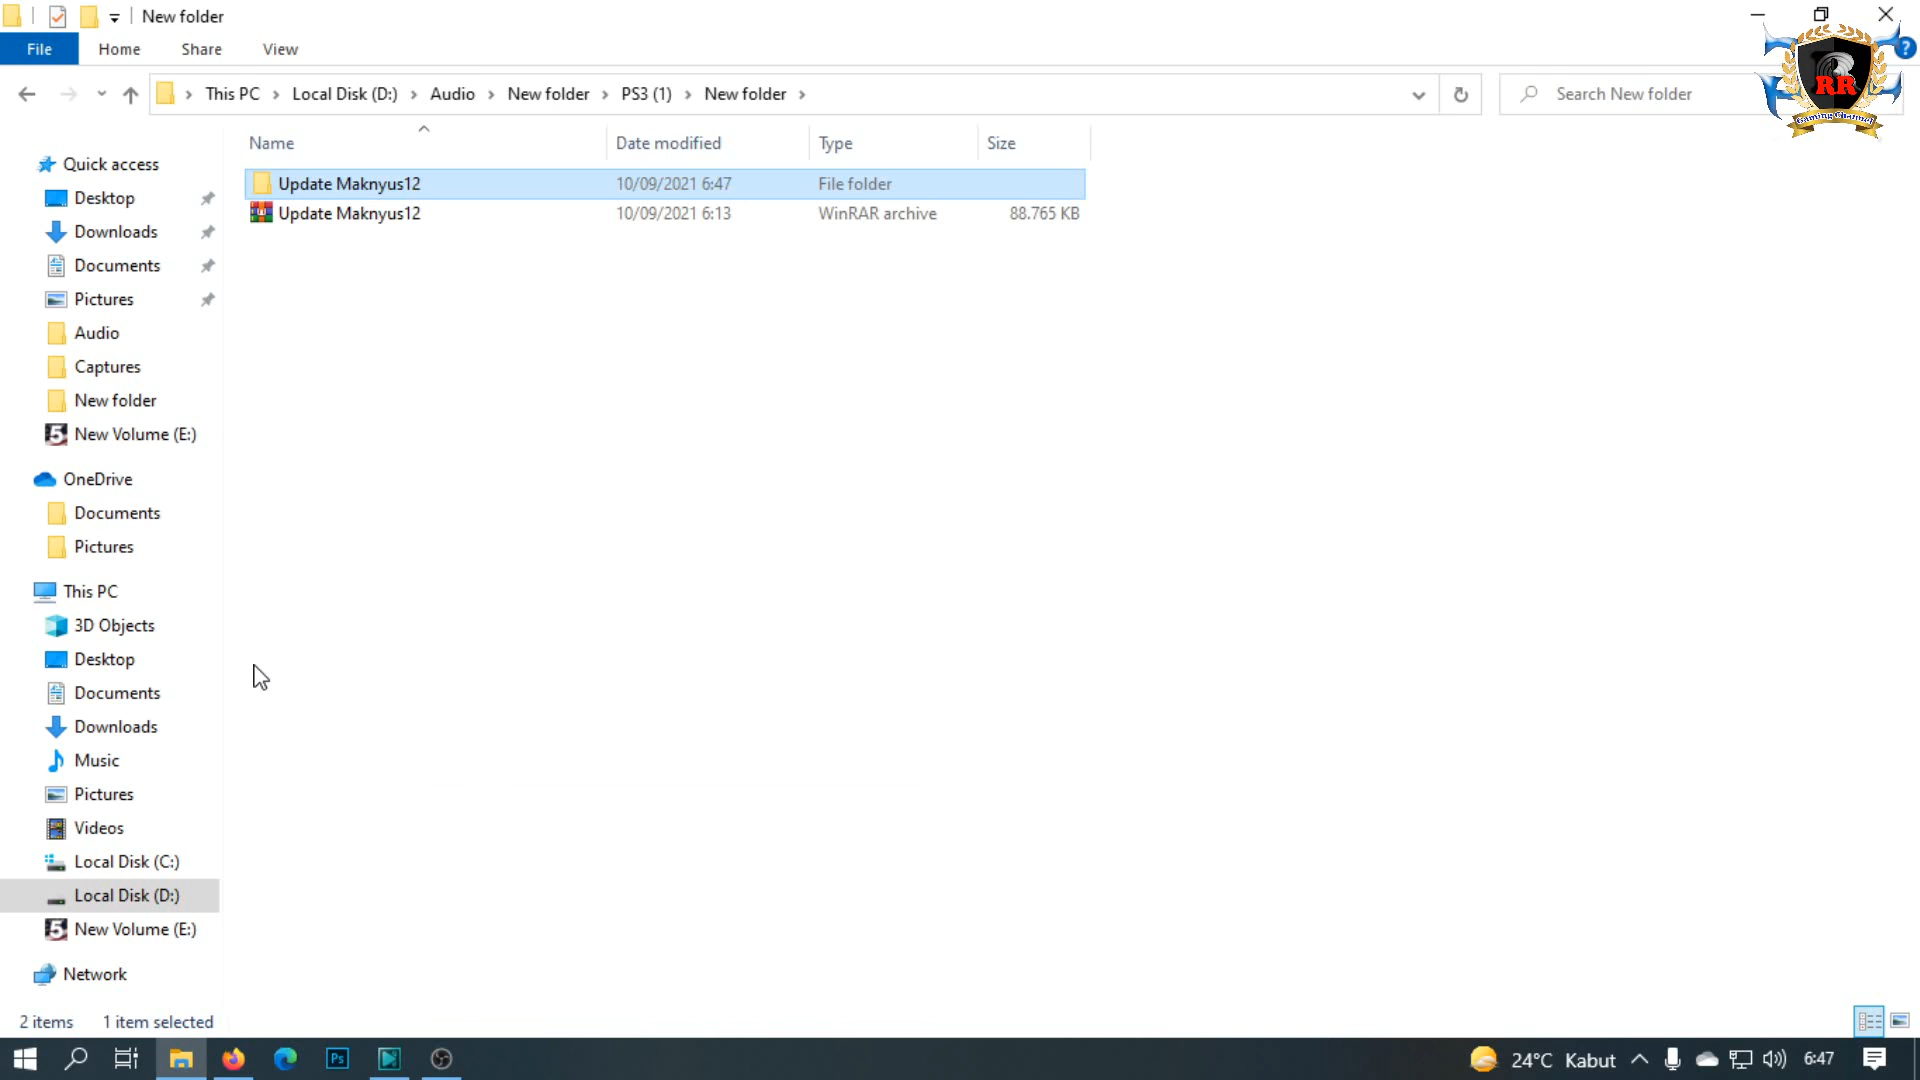 New folder
File Home Share View
This PC Local Disk (D:) Audio New folder PS3 (1) New folder
Search New folder
RR
Gaming Channel
Name Date modified Type Size
Update Maknyus12 10/09/2021 6:47 File folder
Update Maknyus12 10/09/2021 6:13 WinRAR archive 88.765 KB
Quick access
Desktop
Downloads
Documents
Pictures
Audio
Captures
New folder
New Volume (E:)
OneDrive
Documents
Pictures
This PC
3D Objects
Desktop
Documents
Downloads
Music
Pictures
Videos
Local Disk (C:)
Local Disk (D:)
New Volume (E:)
Network
2 items 1 item selected
Ps 24°C Kabut 6:47